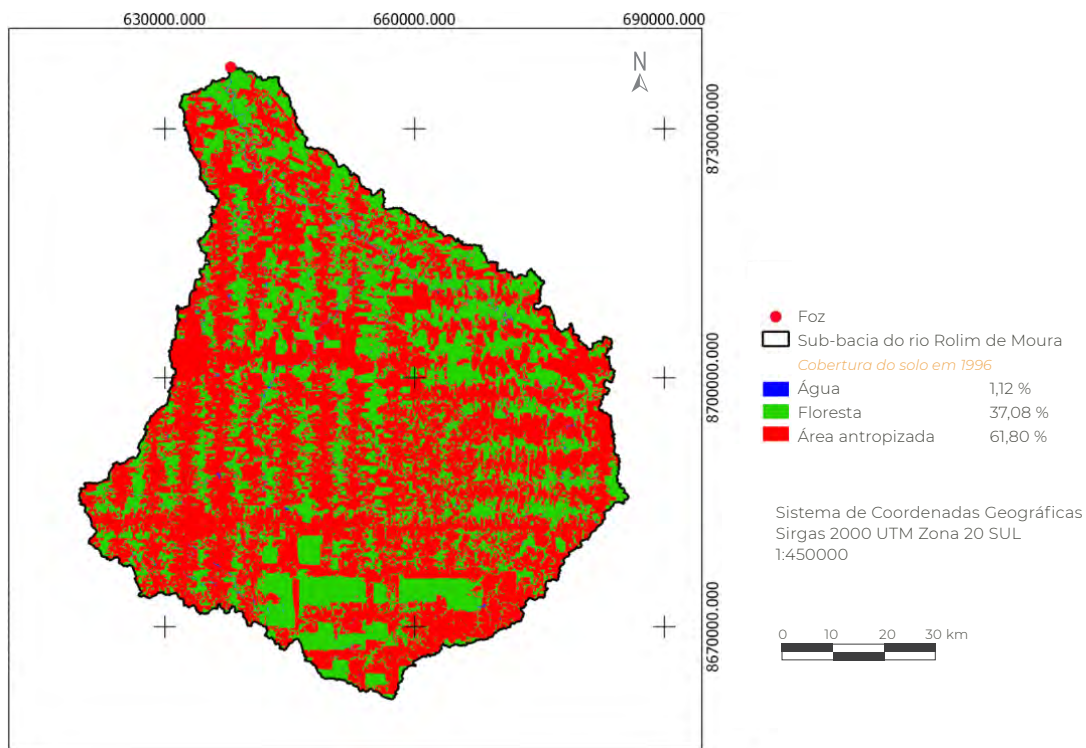 630000.000 660000.000 690000.000
N
8730000.000
8700000.000
8670000.000
Foz
Sub-bacia do rio Rolim de Moura
Cobertura do solo em 1996
Água 1,12 %
Floresta 37,08 %
Área antropizada 61,80 %
Sistema de Coordenadas Geográficas
Sirgas 2000 UTM Zona 20 SUL
1:450000
0 10 20 30 km